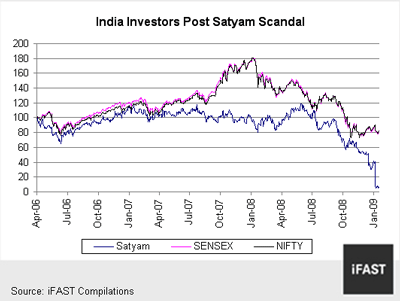 India Investors Post Satyam Scandal
200
180
160
140
120
100
80
60
40
20
0
Apr-06
Jul-06
Oct-06
Jan-07
Apr-07
Jul-07
Oct-07
Jan-08
Apr-08
Jul-08
Oct-08
Jan-09
Satyam SENSEX NIFTY
iFAST
Source: iFAST Compilations